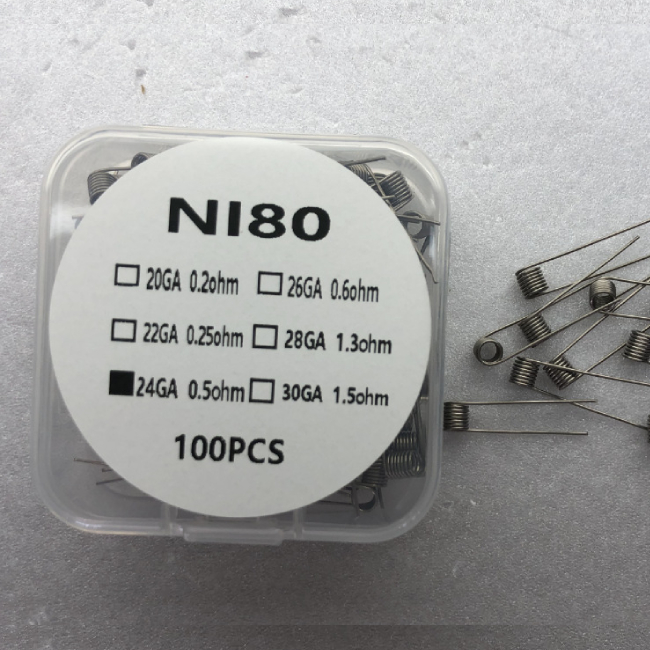 NI80
20GA 0.2ohm 26GA 0.6ohm
22GA 0.25ohm 28GA 1.3ohm
24GA 0.5ohm 30GA 1.5ohm
100PCS